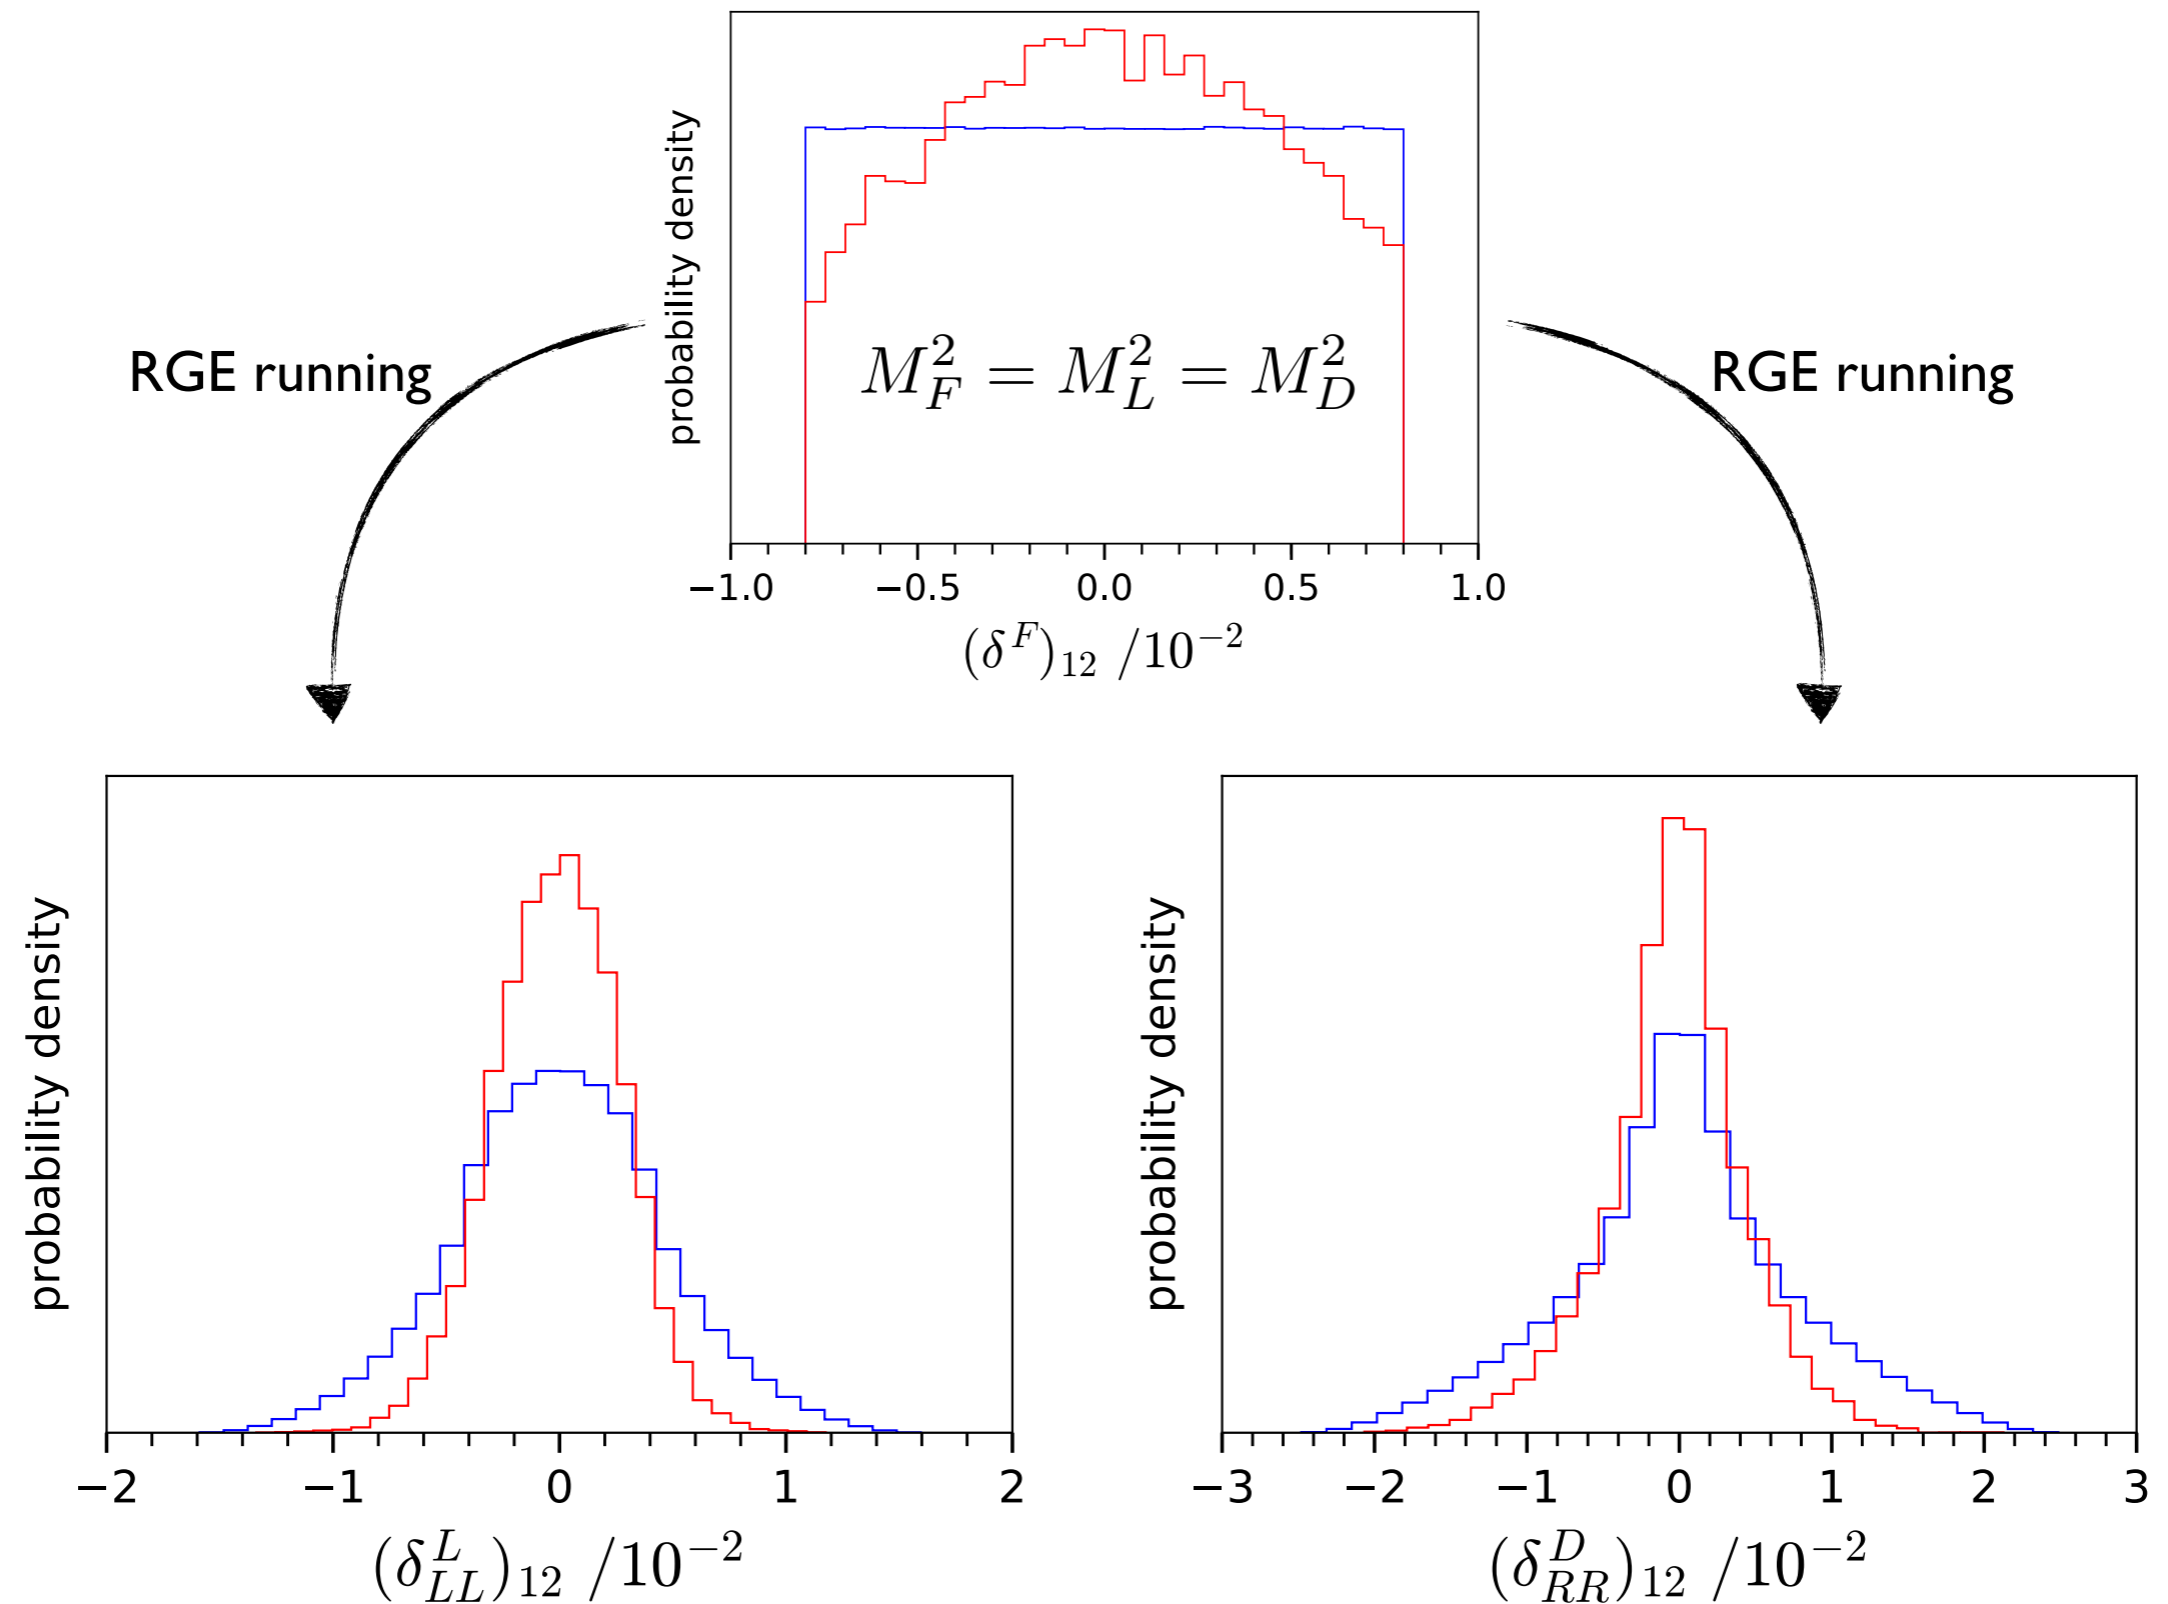 probability density
M_F^2 = M_L^2 = M_D^2
−1.0 −0.5 0.0 0.5 1.0
(δ^F)_12 /10^−2
RGE running
RGE running
probability density
−2 −1 0 1 2
(δ^L_LL)_12 /10^−2
probability density
−3 −2 −1 0 1 2 3
(δ^D_RR)_12 /10^−2